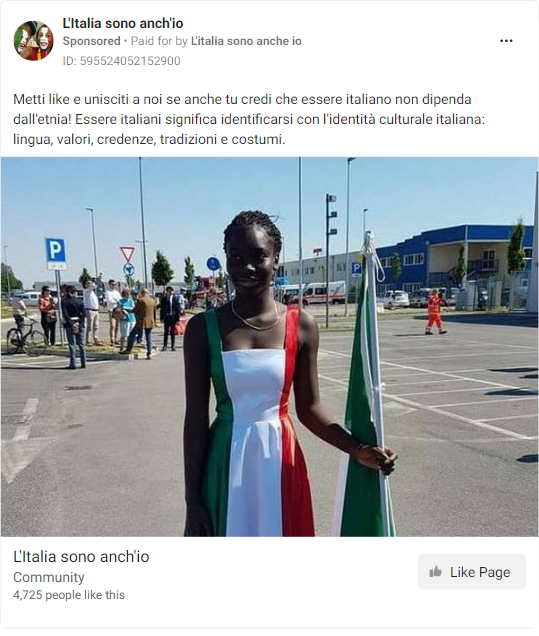 L'Italia sono anch'io
Sponsored • Paid for by L'italia sono anche io
ID: 595524052152900
Metti like e unisciti a noi se anche tu credi che essere italiano non dipenda
dall'etnia! Essere italiani significa identificarsi con l'identità culturale italiana:
lingua, valori, credenze, tradizioni e costumi.
P
P
L'Italia sono anch'io
Community
4,725 people like this
Like Page